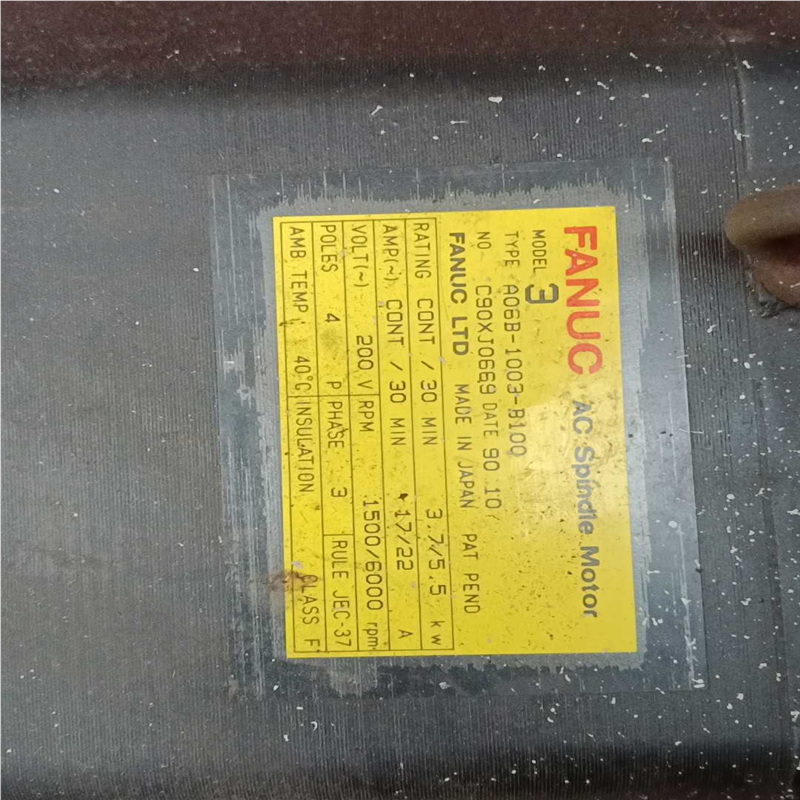 FANUC AC Spindle Motor
MODEL 3
TYPE A06B-1003-B100
NO C90XJ0669 DATE 90.10
FANUC LTD MADE IN JAPAN PAT PEND
RATING CONT / 30 MIN 3.7/5.5 kw
AMP(~) CONT / 30 MIN 17/22 A
VOLT(~) 200 V RPM 1500/6000 rpm
POLES 4 P PHASE 3 RULE JEC-37
AMB TEMP 40°C INSULATION CLASS F